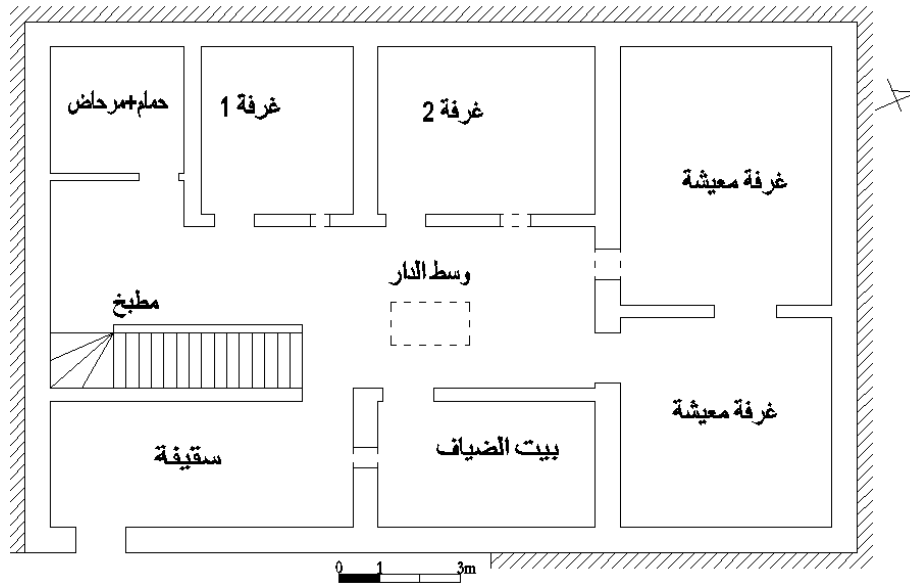 حمام+مرحاض
غرفة 1
غرفة 2
غرفة معيشة
وسط الدار
مطبخ
غرفة معيشة
بيت الضياف
سقيفة
0 1 3m